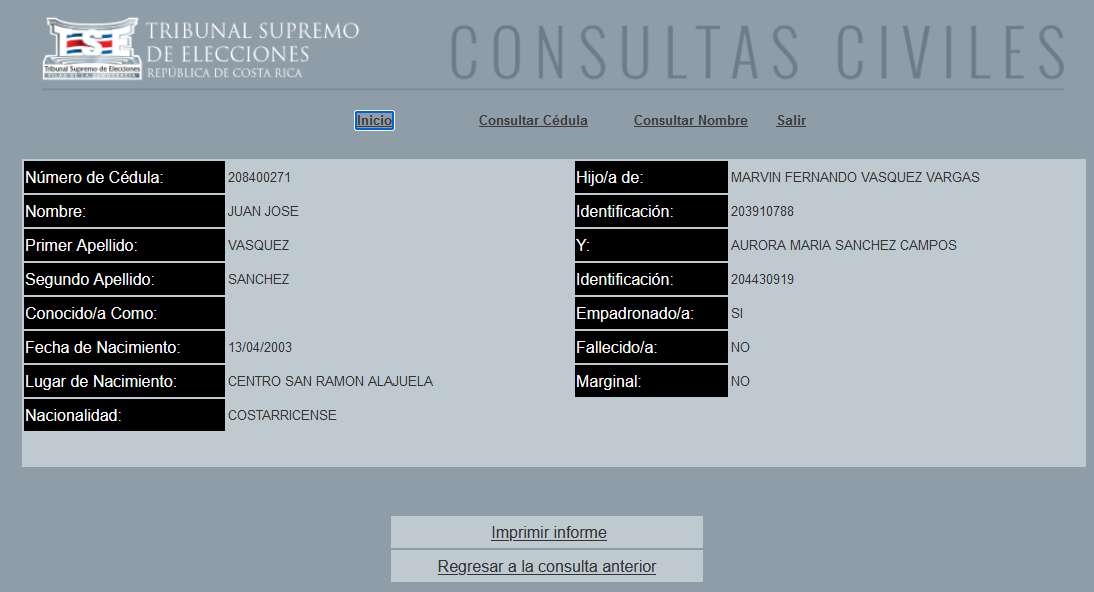 TRIBUNAL SUPREMO
DE ELECCIONES
REPÚBLICA DE COSTA RICA
TSE
Tribunal Supremo de Elecciones
PILAR DE LA DEMOCRACIA
CONSULTAS CIVILES
Inicio Consultar Cédula Consultar Nombre Salir
Número de Cédula: 208400271 Hijo/a de: MARVIN FERNANDO VASQUEZ VARGAS
Nombre: JUAN JOSE Identificación: 203910788
Primer Apellido: VASQUEZ Y: AURORA MARIA SANCHEZ CAMPOS
Segundo Apellido: SANCHEZ Identificación: 204430919
Conocido/a Como: Empadronado/a: SI
Fecha de Nacimiento: 13/04/2003 Fallecido/a: NO
Lugar de Nacimiento: CENTRO SAN RAMON ALAJUELA Marginal: NO
Nacionalidad: COSTARRICENSE
Imprimir informe
Regresar a la consulta anterior